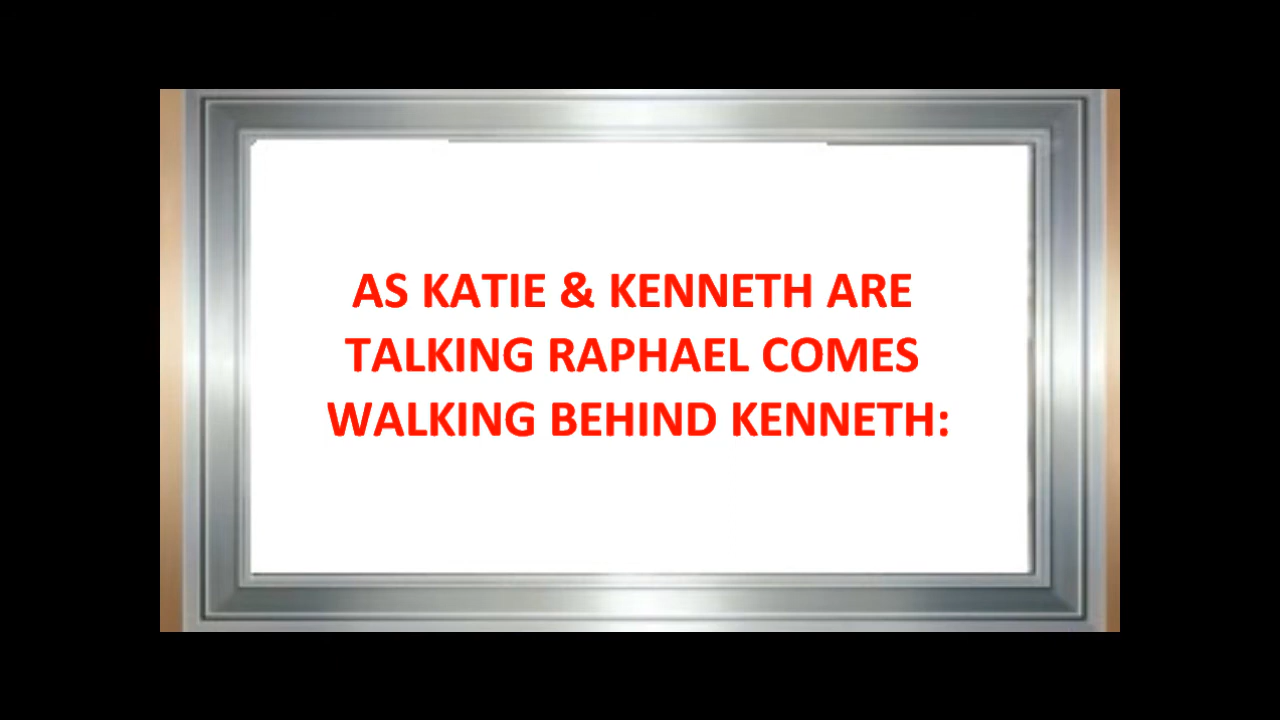 AS KATIE & KENNETH ARE
TALKING RAPHAEL COMES
WALKING BEHIND KENNETH: